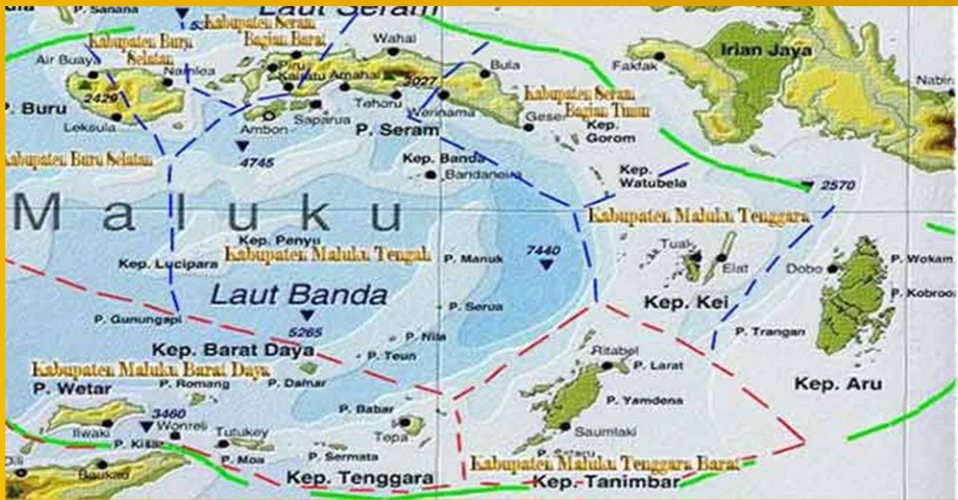 P. Sanana
Laut Seram
Kabupaten Seram
Bagian Barat
Kabupaten Buru
Selatan
Wahai
Irian Jaya
Air Buaya
Namlea
Piru
Kairatu
Amahai
3027
Bula
Fakfak
Nabir
P. Buru
2429
Tehoru
Werinama
Kabupaten Seram
Bagian Timur
Leksula
Ambon
Saparua
P. Seram
Geser
Kep.
Gorom
Kabupaten Buru Selatan
4745
Kep. Banda
Bandaneira
Kep.
Watubela
2570
Maluku
Kabupaten Maluku Tenggara
Kep. Penyu
Kabupaten Maluku Tengah
Kep. Lucipara
P. Manuk
7440
Tual
Elat
Dobo
P. Wokam
Laut Banda
Kep. Kei
P. Kobroo
P. Gunungapi
5265
P. Serua
P. Nila
P. Trangan
Kep. Barat Daya
P. Teun
Ritabel
P. Larat
Kabupaten Maluku Barat Daya
P. Wetar
P. Romang
P. Damar
Kep. Aru
P. Yamdena
3460
P. Babar
Ilwaki
Wonreli
Tepa
Saumlaki
P. Kisar
Tutukey
P. Moa
P. Sermata
P. Selaru
Kabupaten Maluku Tenggara Barat
Dili
Baukau
Kep. Tenggara
Kep. Tanimbar